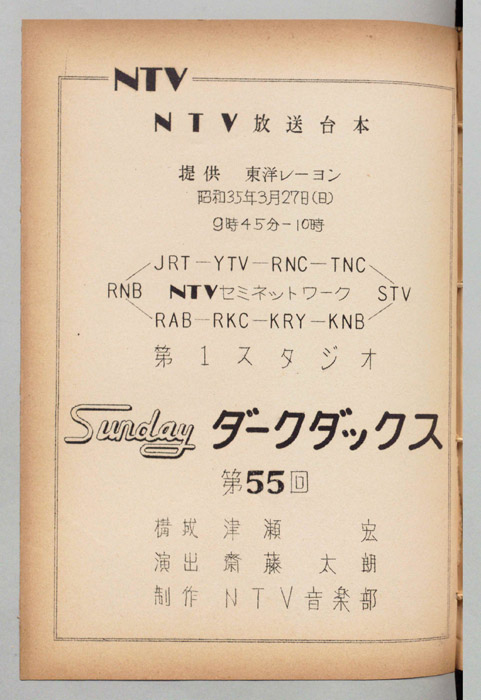 NTV
NTV放送台本
提供 東洋レーヨン
昭和35年3月27日(日)
9時45分-10時
JRT-YTV-RNC-TNC
RNB NTVセミネットワーク STV
RAB-RKC-KRY-KNB
第1スタジオ
Sunday ダークダックス
第55回
構成 津瀬 宏
演出 齋藤 太朗
制作 NTV音楽部